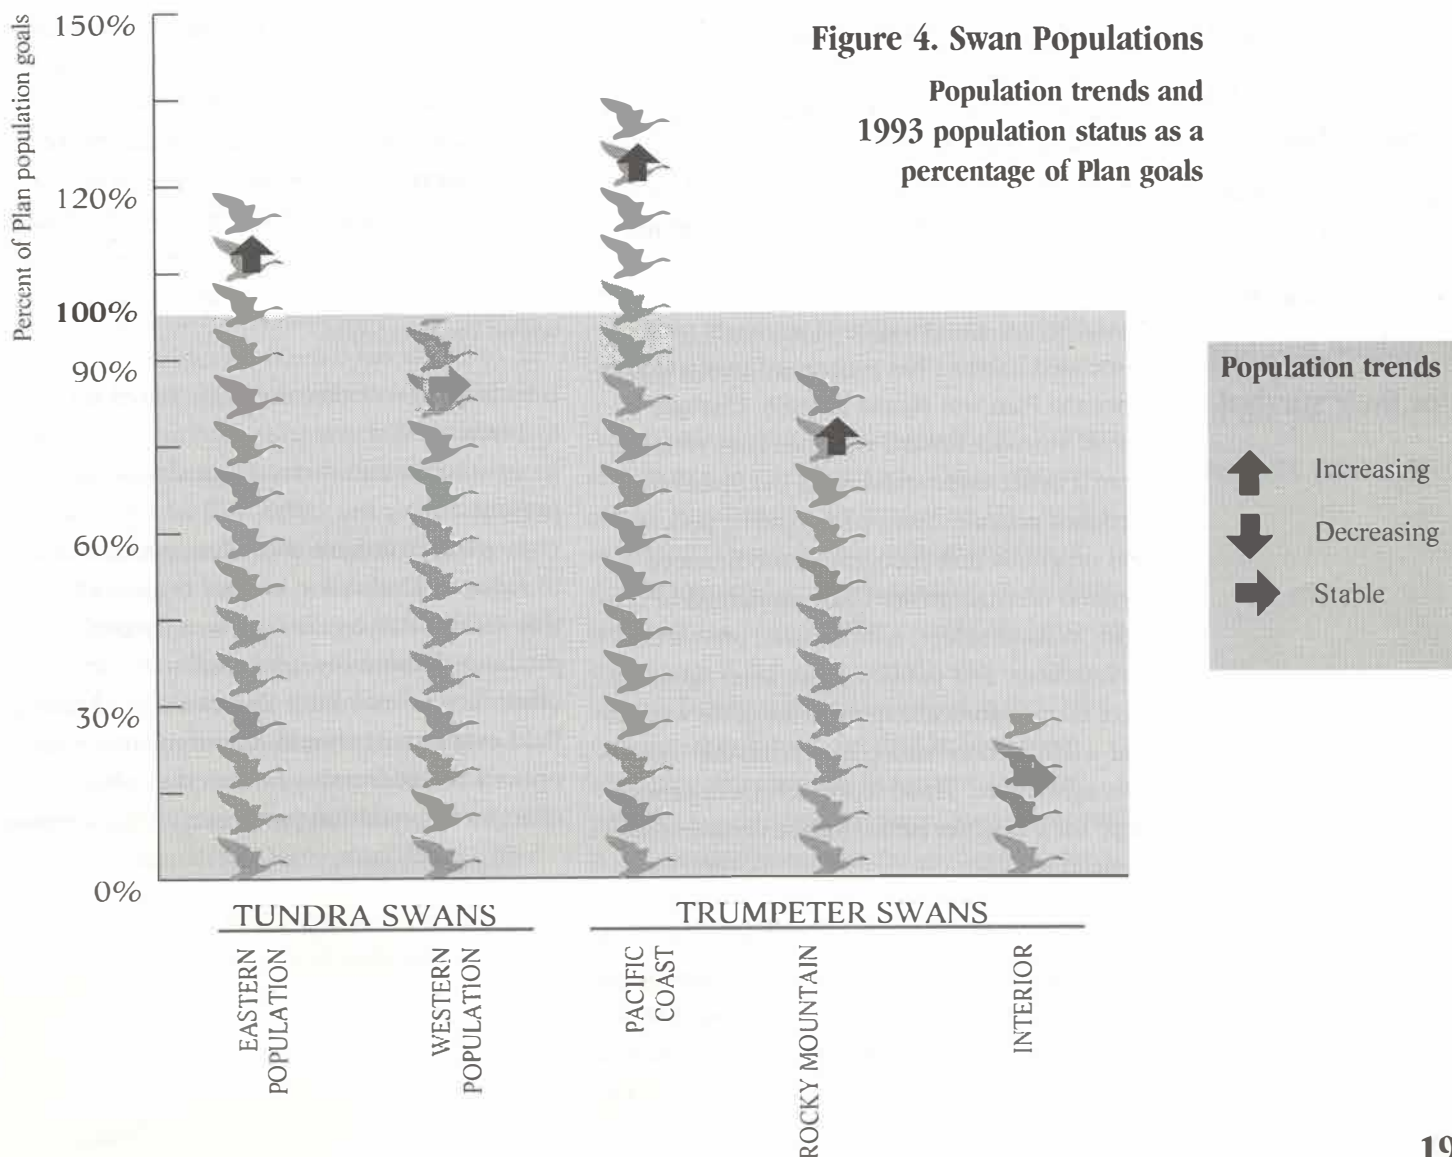 Figure 4. Swan Populations
Population trends and
1993 population status as a
percentage of Plan goals
Percent of Plan population goals
150%
120%
100%
90%
60%
30%
0%
TUNDRA SWANS
TRUMPETER SWANS
EASTERN
POPULATION
WESTERN
POPULATION
PACIFIC
COAST
ROCKY MOUNTAIN
INTERIOR
Population trends
Increasing
Decreasing
Stable
19